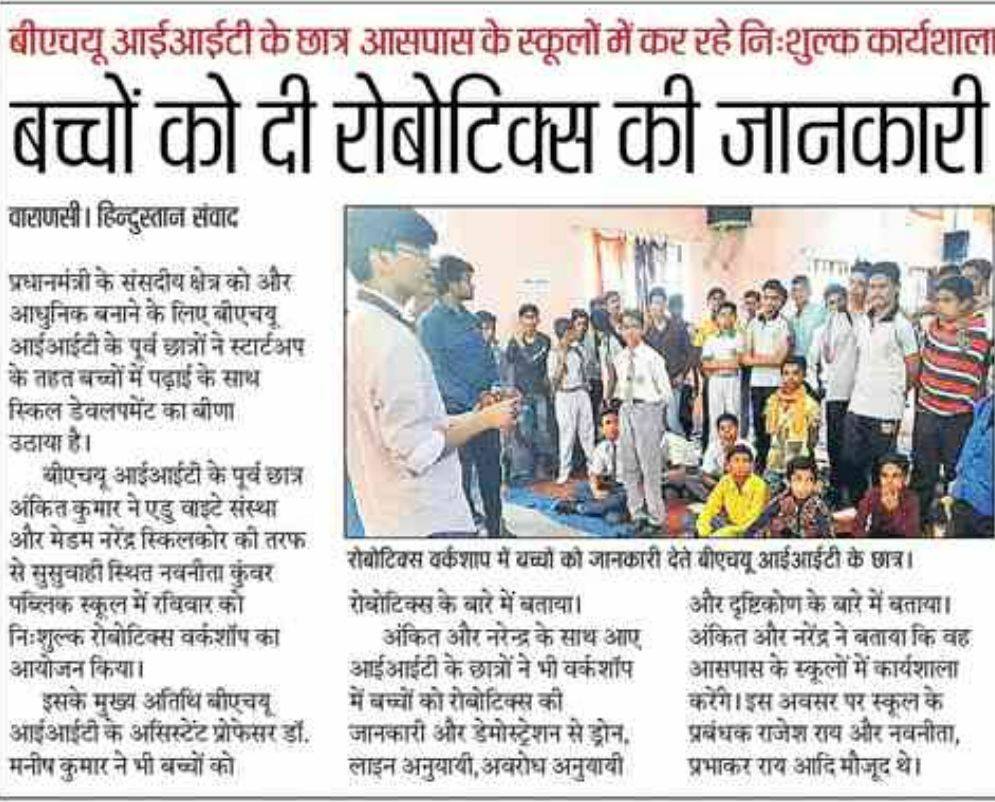 बीएचयू आईआईटी के छात्र आसपास के स्कूलों में कर रहे निःशुल्क कार्यशाला
बच्चों को दी रोबोटिक्स की जानकारी
वाराणसी। हिन्दुस्तान संवाद
प्रधानमंत्री के संसदीय क्षेत्र को और
आधुनिक बनाने के लिए बीएचयू
आईआईटी के पूर्व छात्रों ने स्टार्टअप
के तहत बच्चों में पढ़ाई के साथ
स्किल डेवलपमेंट का बीणा
उठाया है।
बीएचयू आईआईटी के पूर्व छात्र
अंकित कुमार ने एडु वाइटे संस्था
और मेडम नरेंद्र स्किलकोर की तरफ
से सुसुवाही स्थित नवनीता कुंवर
पब्लिक स्कूल में रविवार को
निःशुल्क रोबोटिक्स वर्कशॉप का
आयोजन किया।
इसके मुख्य अतिथि बीएचयू
आईआईटी के असिस्टेंट प्रोफेसर डॉ.
मनीष कुमार ने भी बच्चों को
रोबोटिक्स वर्कशाप में बच्चों को जानकारी देते बीएचयू आईआईटी के छात्र।
रोबोटिक्स के बारे में बताया।
अंकित और नरेन्द्र के साथ आए
आईआईटी के छात्रों ने भी वर्कशॉप
में बच्चों को रोबोटिक्स की
जानकारी और डेमोस्ट्रेशन से ड्रोन,
लाइन अनुयायी, अवरोध अनुयायी
और दृष्टिकोण के बारे में बताया।
अंकित और नरेंद्र ने बताया कि वह
आसपास के स्कूलों में कार्यशाला
करेंगे। इस अवसर पर स्कूल के
प्रबंधक राजेश राय और नवनीता,
प्रभाकर राय आदि मौजूद थे।